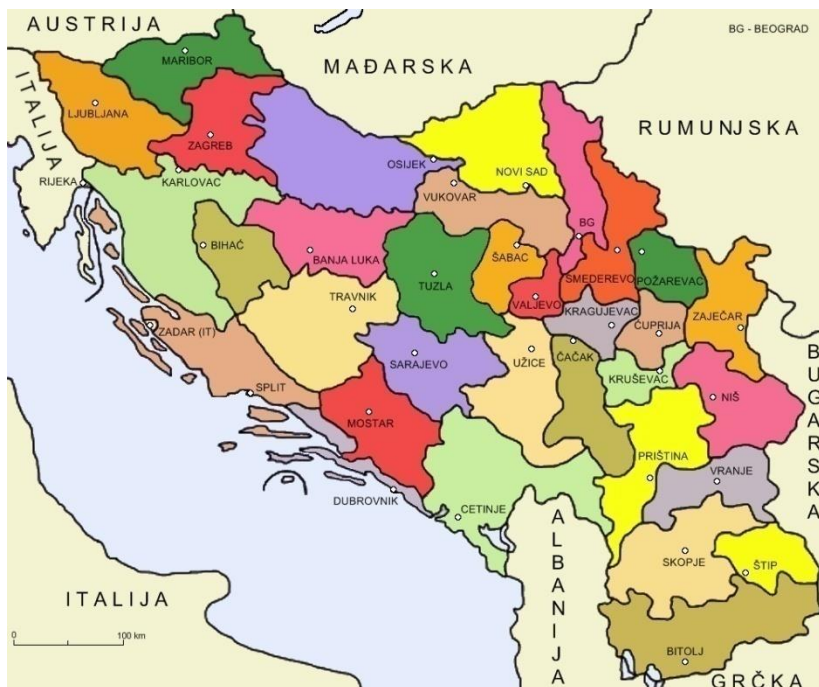 AUSTRIJA
BG - BEOGRAD
MARIBOR
MAĐARSKA
ITALIJA
LJUBLJANA
RUMUNJSKA
ZAGREB
OSIJEK
RIJEKA
KARLOVAC
VUKOVAR
NOVI SAD
BG
BIHAĆ
BANJA LUKA
ŠABAC
TUZLA
SMEDEREVO
POŽAREVAC
TRAVNIK
VALJEVO
KRAGUJEVAC
ZAJEČAR
ZADAR (IT)
ĆUPRIJA
SARAJEVO
UŽICE
ČAČAK
KRUŠEVAC
BUGARSKA
SPLIT
NIŠ
MOSTAR
PRIŠTINA
VRANJE
DUBROVNIK
CETINJE
ALBANIJA
SKOPJE
ŠTIP
ITALIJA
0 100 km
BITOLJ
GRČKA